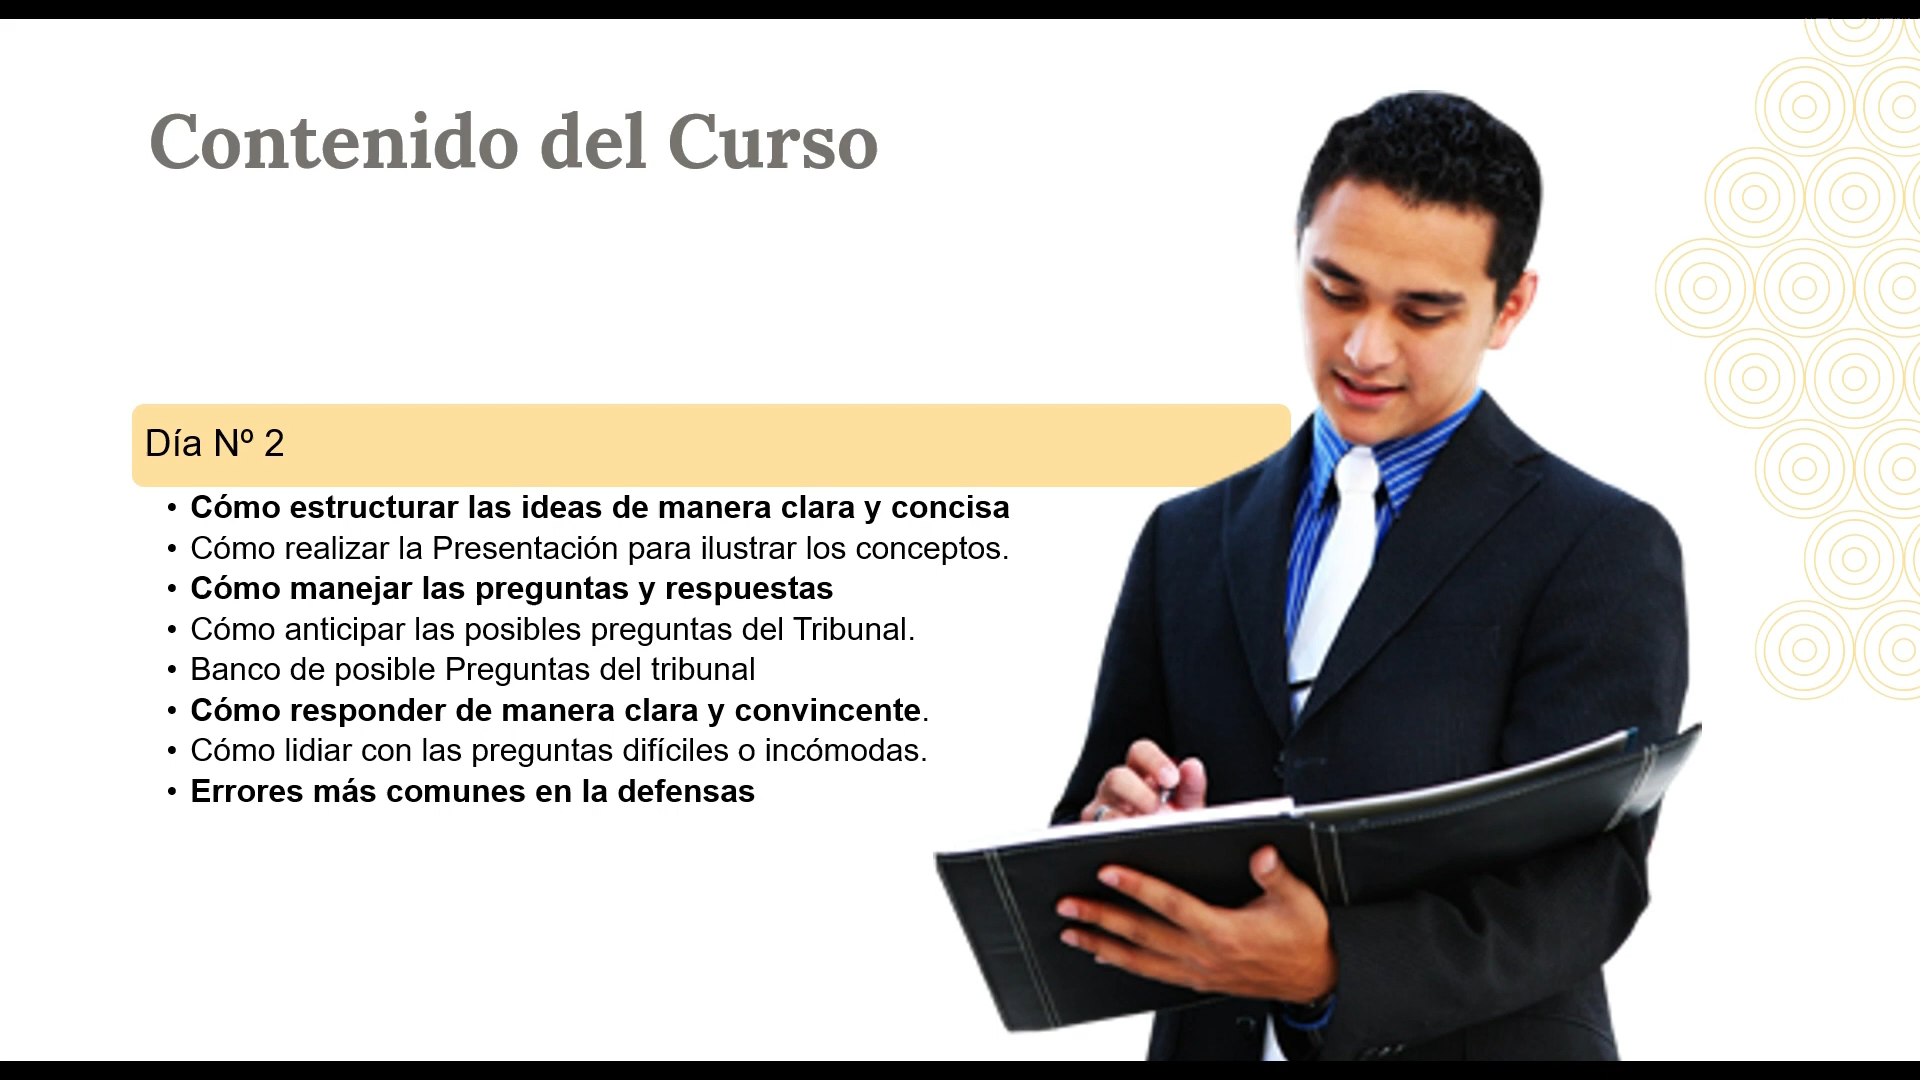 Contenido del Curso
Día Nº 2
• Cómo estructurar las ideas de manera clara y concisa
• Cómo realizar la Presentación para ilustrar los conceptos.
• Cómo manejar las preguntas y respuestas
• Cómo anticipar las posibles preguntas del Tribunal.
• Banco de posible Preguntas del tribunal
• Cómo responder de manera clara y convincente.
• Cómo lidiar con las preguntas difíciles o incómodas.
• Errores más comunes en la defensas